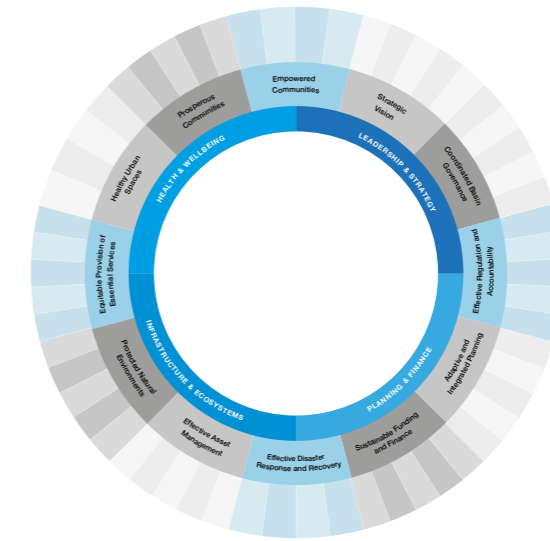 Empowered
Communities
Strategic
Vision
Coordinated Basin
Governance
Effective Regulation and
Accountability
Adaptive and
Integrated Planning
Sustainable Funding
and Finance
Effective Disaster
Response and Recovery
Effective Asset
Management
Protected Natural
Environments
Equitable Provision of
Essential Services
Healthy Urban
Spaces
Prosperous
Communities
HEALTH & WELLBEING
LEADERSHIP & STRATEGY
PLANNING & FINANCE
INFRASTRUCTURE & ECOSYSTEMS